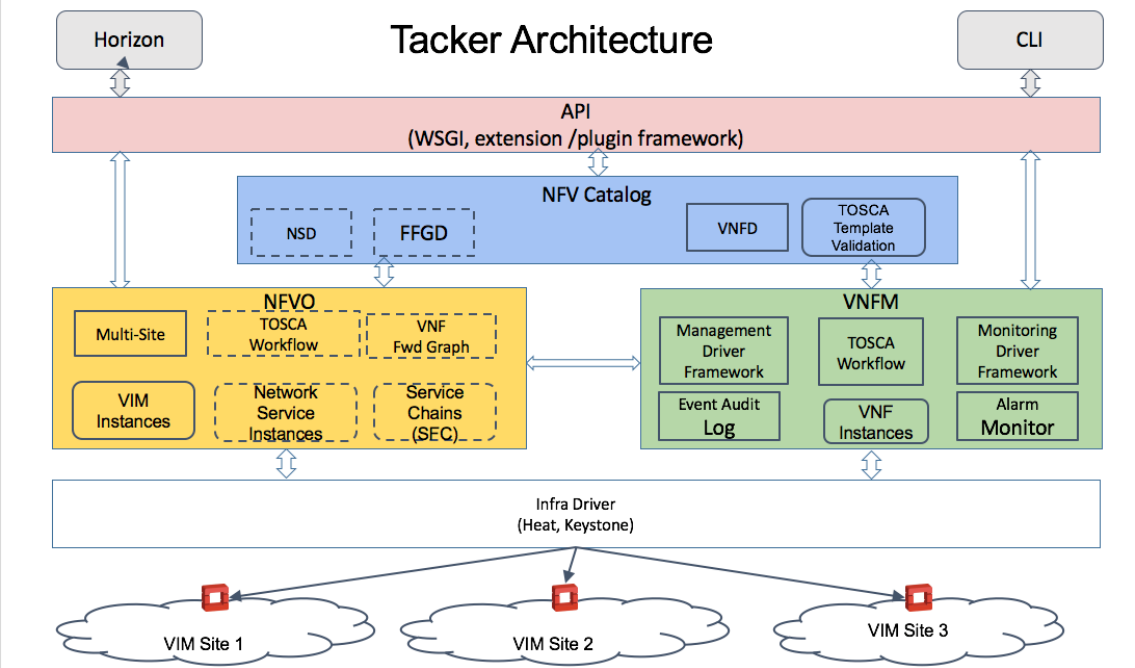 Tacker Architecture
Horizon
CLI
API
(WSGI, extension /plugin framework)
NFV Catalog
NSD
FFGD
VNFD
TOSCA
Template
Validation
NFVO
Multi-Site
TOSCA
Workflow
VNF
Fwd Graph
VIM
Instances
Network
Service
Instances
Service
Chains
(SFC)
VNFM
Management
Driver
Framework
TOSCA
Workflow
Monitoring
Driver
Framework
Event Audit
Log
VNF
Instances
Alarm
Monitor
Infra Driver
(Heat, Keystone)
VIM Site 1
VIM Site 2
VIM Site 3